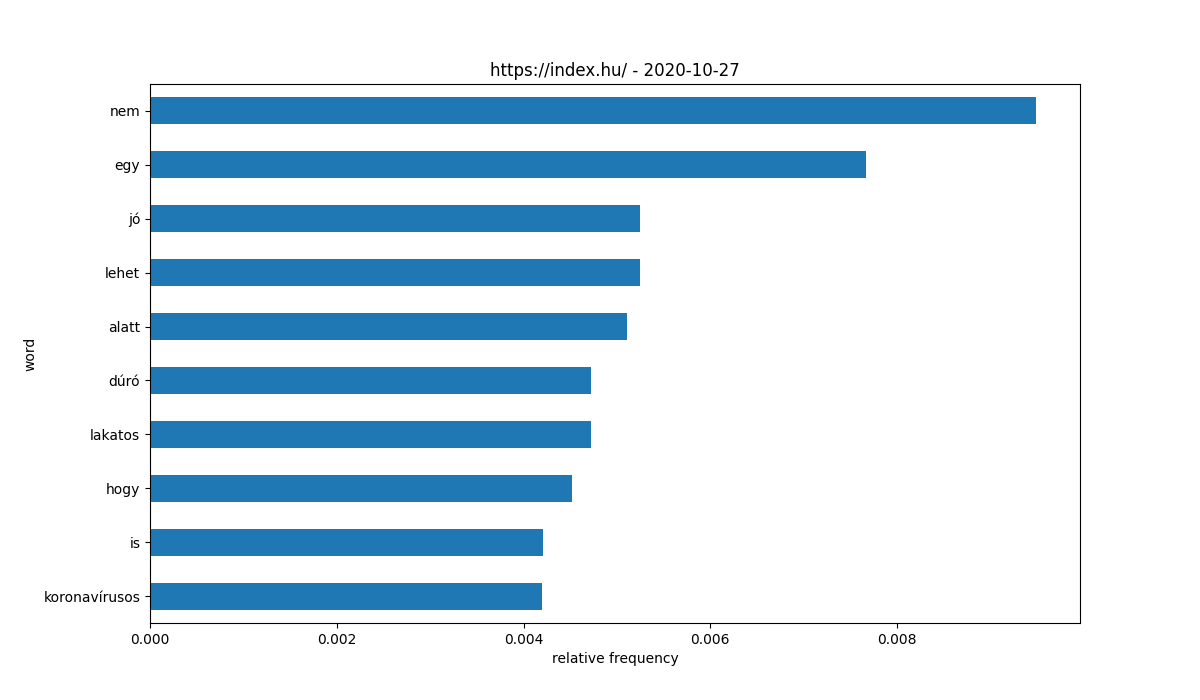 https://index.hu/ - 2020-10-27
nem
egy
jó
lehet
alatt
dúró
lakatos
hogy
is
koronavírusos
word
0.000 0.002 0.004 0.006 0.008
relative frequency